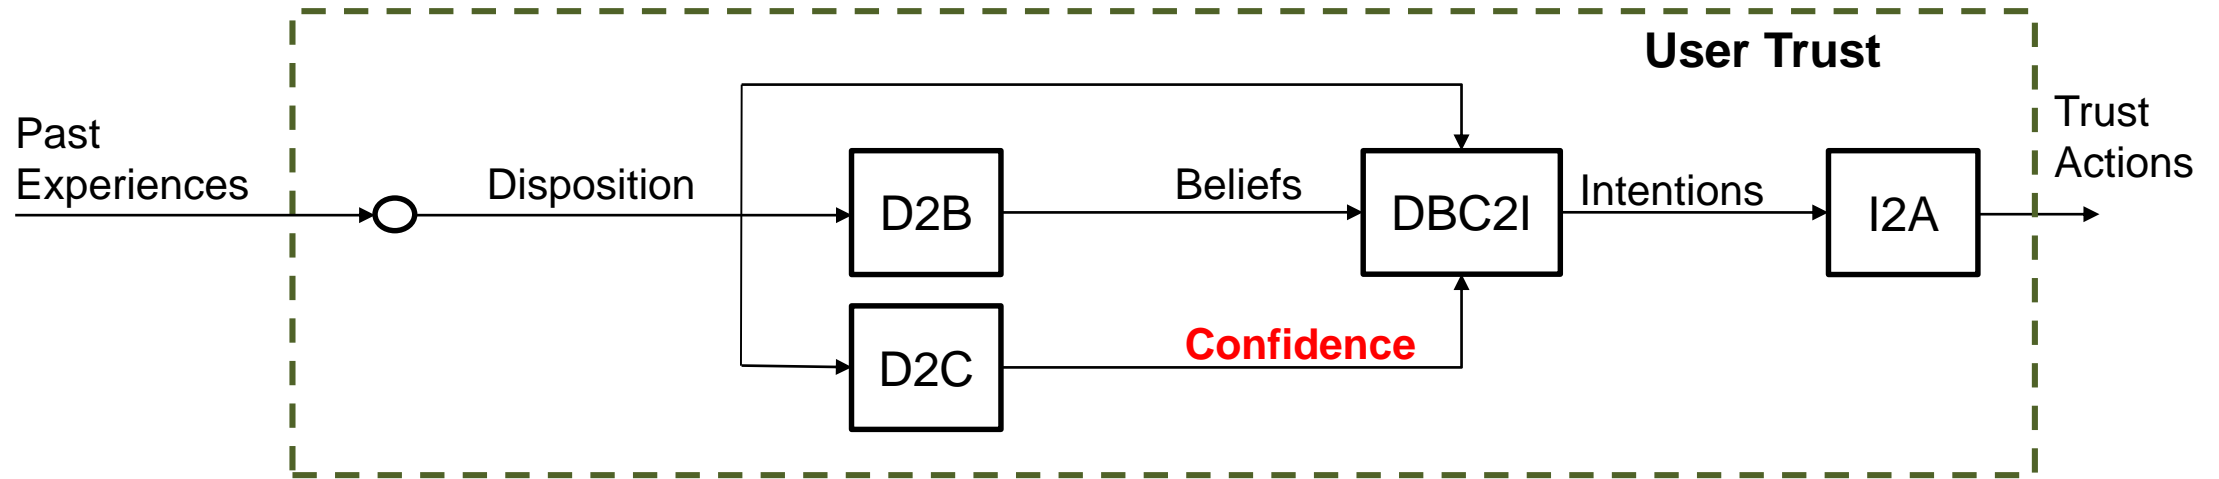 User Trust
Past
Experiences
Disposition
D2B
Beliefs
DBC2I
Intentions
I2A
Trust
Actions
D2C
Confidence